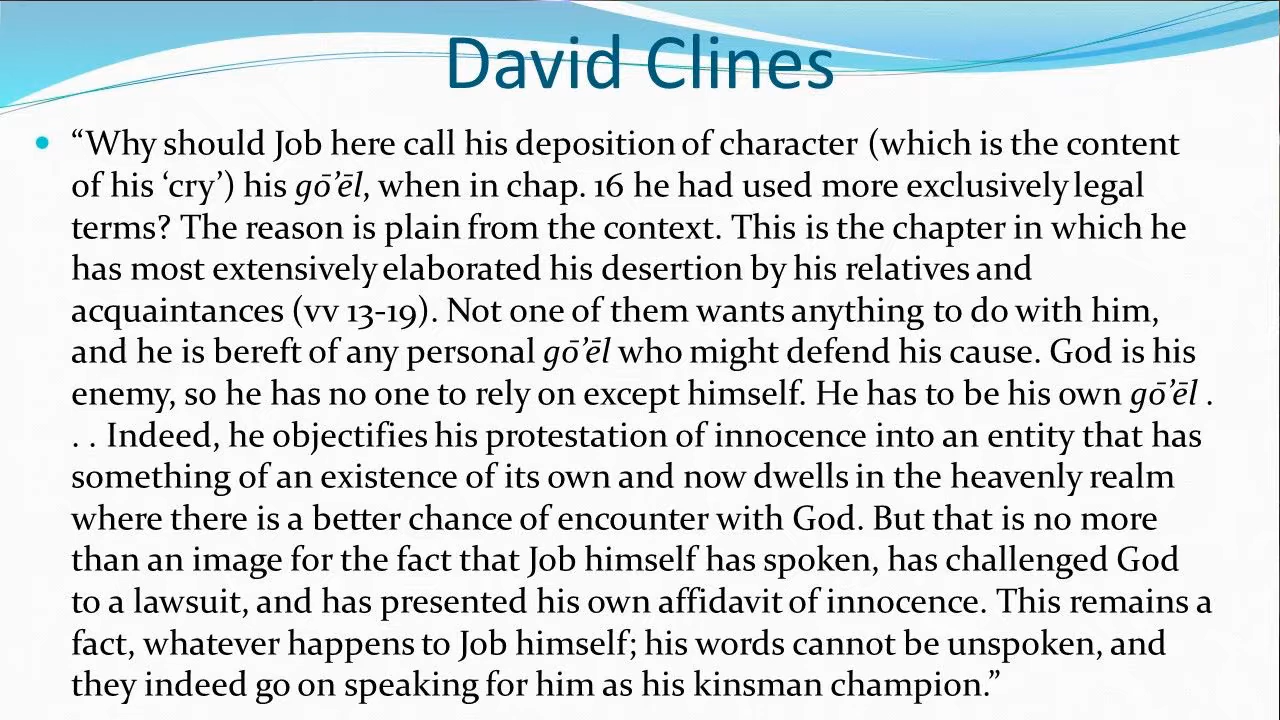 David Clines
• “Why should Job here call his deposition of character (which is the content
of his ‘cry’) his gō’ēl, when in chap. 16 he had used more exclusively legal
terms? The reason is plain from the context. This is the chapter in which he
has most extensively elaborated his desertion by his relatives and
acquaintances (vv 13-19). Not one of them wants anything to do with him,
and he is bereft of any personal gō’ēl who might defend his cause. God is his
enemy, so he has no one to rely on except himself. He has to be his own gō’ēl .
. . Indeed, he objectifies his protestation of innocence into an entity that has
something of an existence of its own and now dwells in the heavenly realm
where there is a better chance of encounter with God. But that is no more
than an image for the fact that Job himself has spoken, has challenged God
to a lawsuit, and has presented his own affidavit of innocence. This remains a
fact, whatever happens to Job himself; his words cannot be unspoken, and
they indeed go on speaking for him as his kinsman champion.”